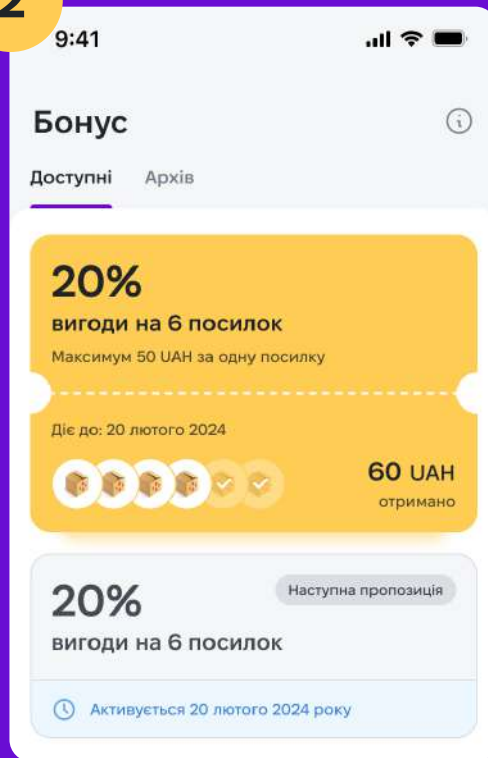 2
9:41
Бонус
Доступні Архів
20%
вигоди на 6 посилок
Максимум 50 UAH за одну посилку
Діє до: 20 лютого 2024
60 UAH
отримано
20%
Наступна пропозиція
вигоди на 6 посилок
Активується 20 лютого 2024 року